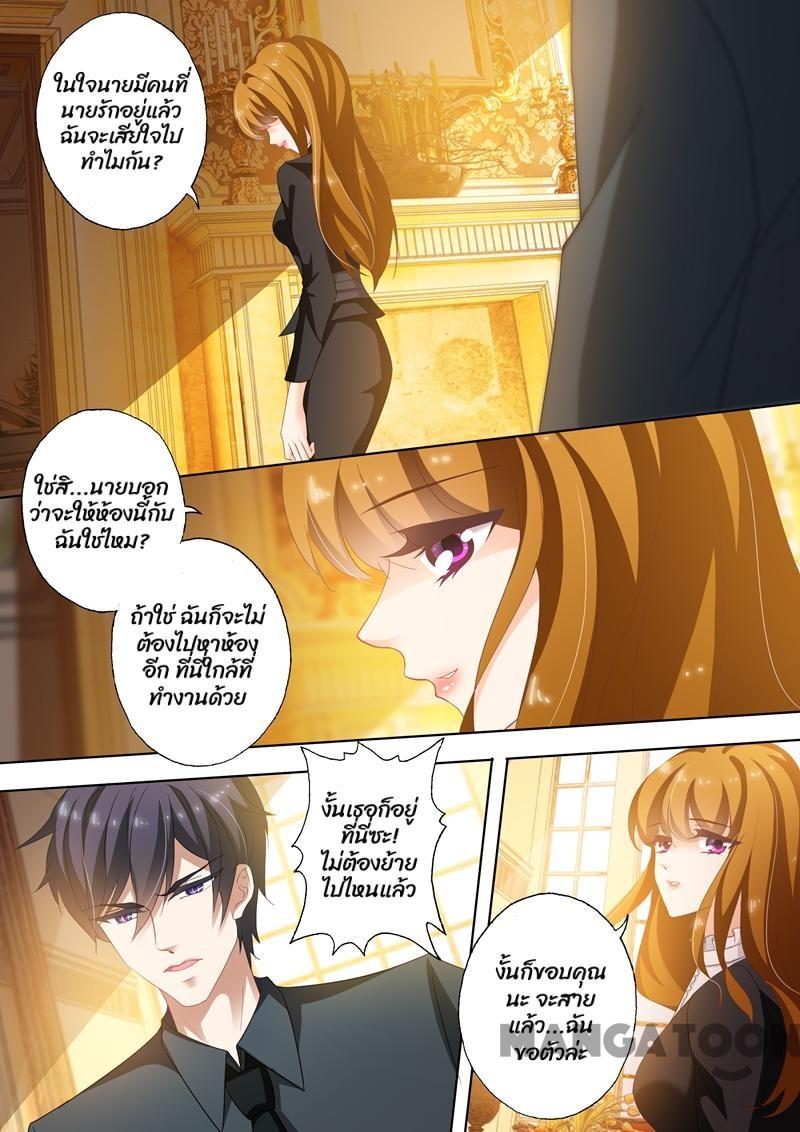 ในใจนายมีคนที่
นายรักอยู่แล้ว
ฉันจะเสียใจไป
ทำไมกัน?
ใช่สิ...นายบอก
ว่าจะให้ห้องนี้กับ
ฉันใช่ไหม?
ถ้าใช่ ฉันก็จะไม่
ต้องไปหาห้อง
อีก ที่นี่ใกล้ที่
ทำงานด้วย
งั้นเธอก็อยู่
ที่นี่ซะ!
ไม่ต้องย้าย
ไปไหนแล้ว
งั้นก็ขอบคุณ
นะ จะสาย
แล้ว...ฉัน
ขอตัวล่ะ
MANGATOON